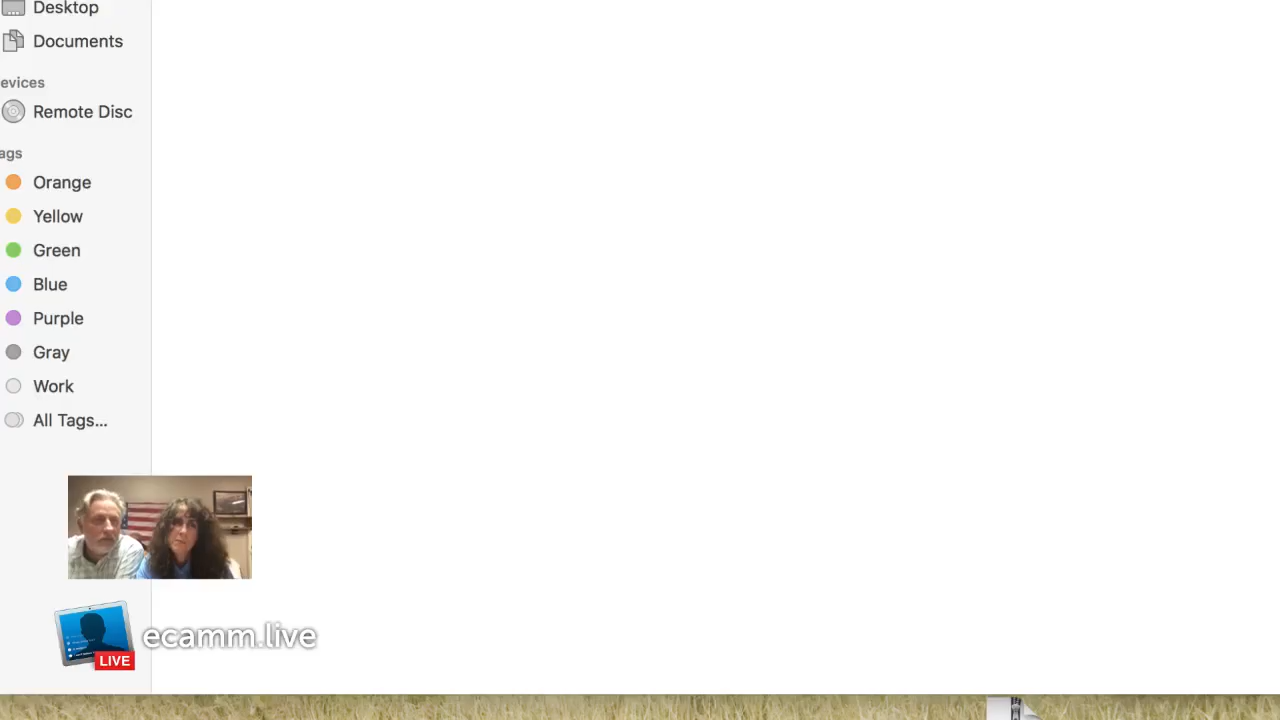 Desktop
Documents
evices
Remote Disc
ags
Orange
Yellow
Green
Blue
Purple
Gray
Work
All Tags...
ecamm.live
LIVE